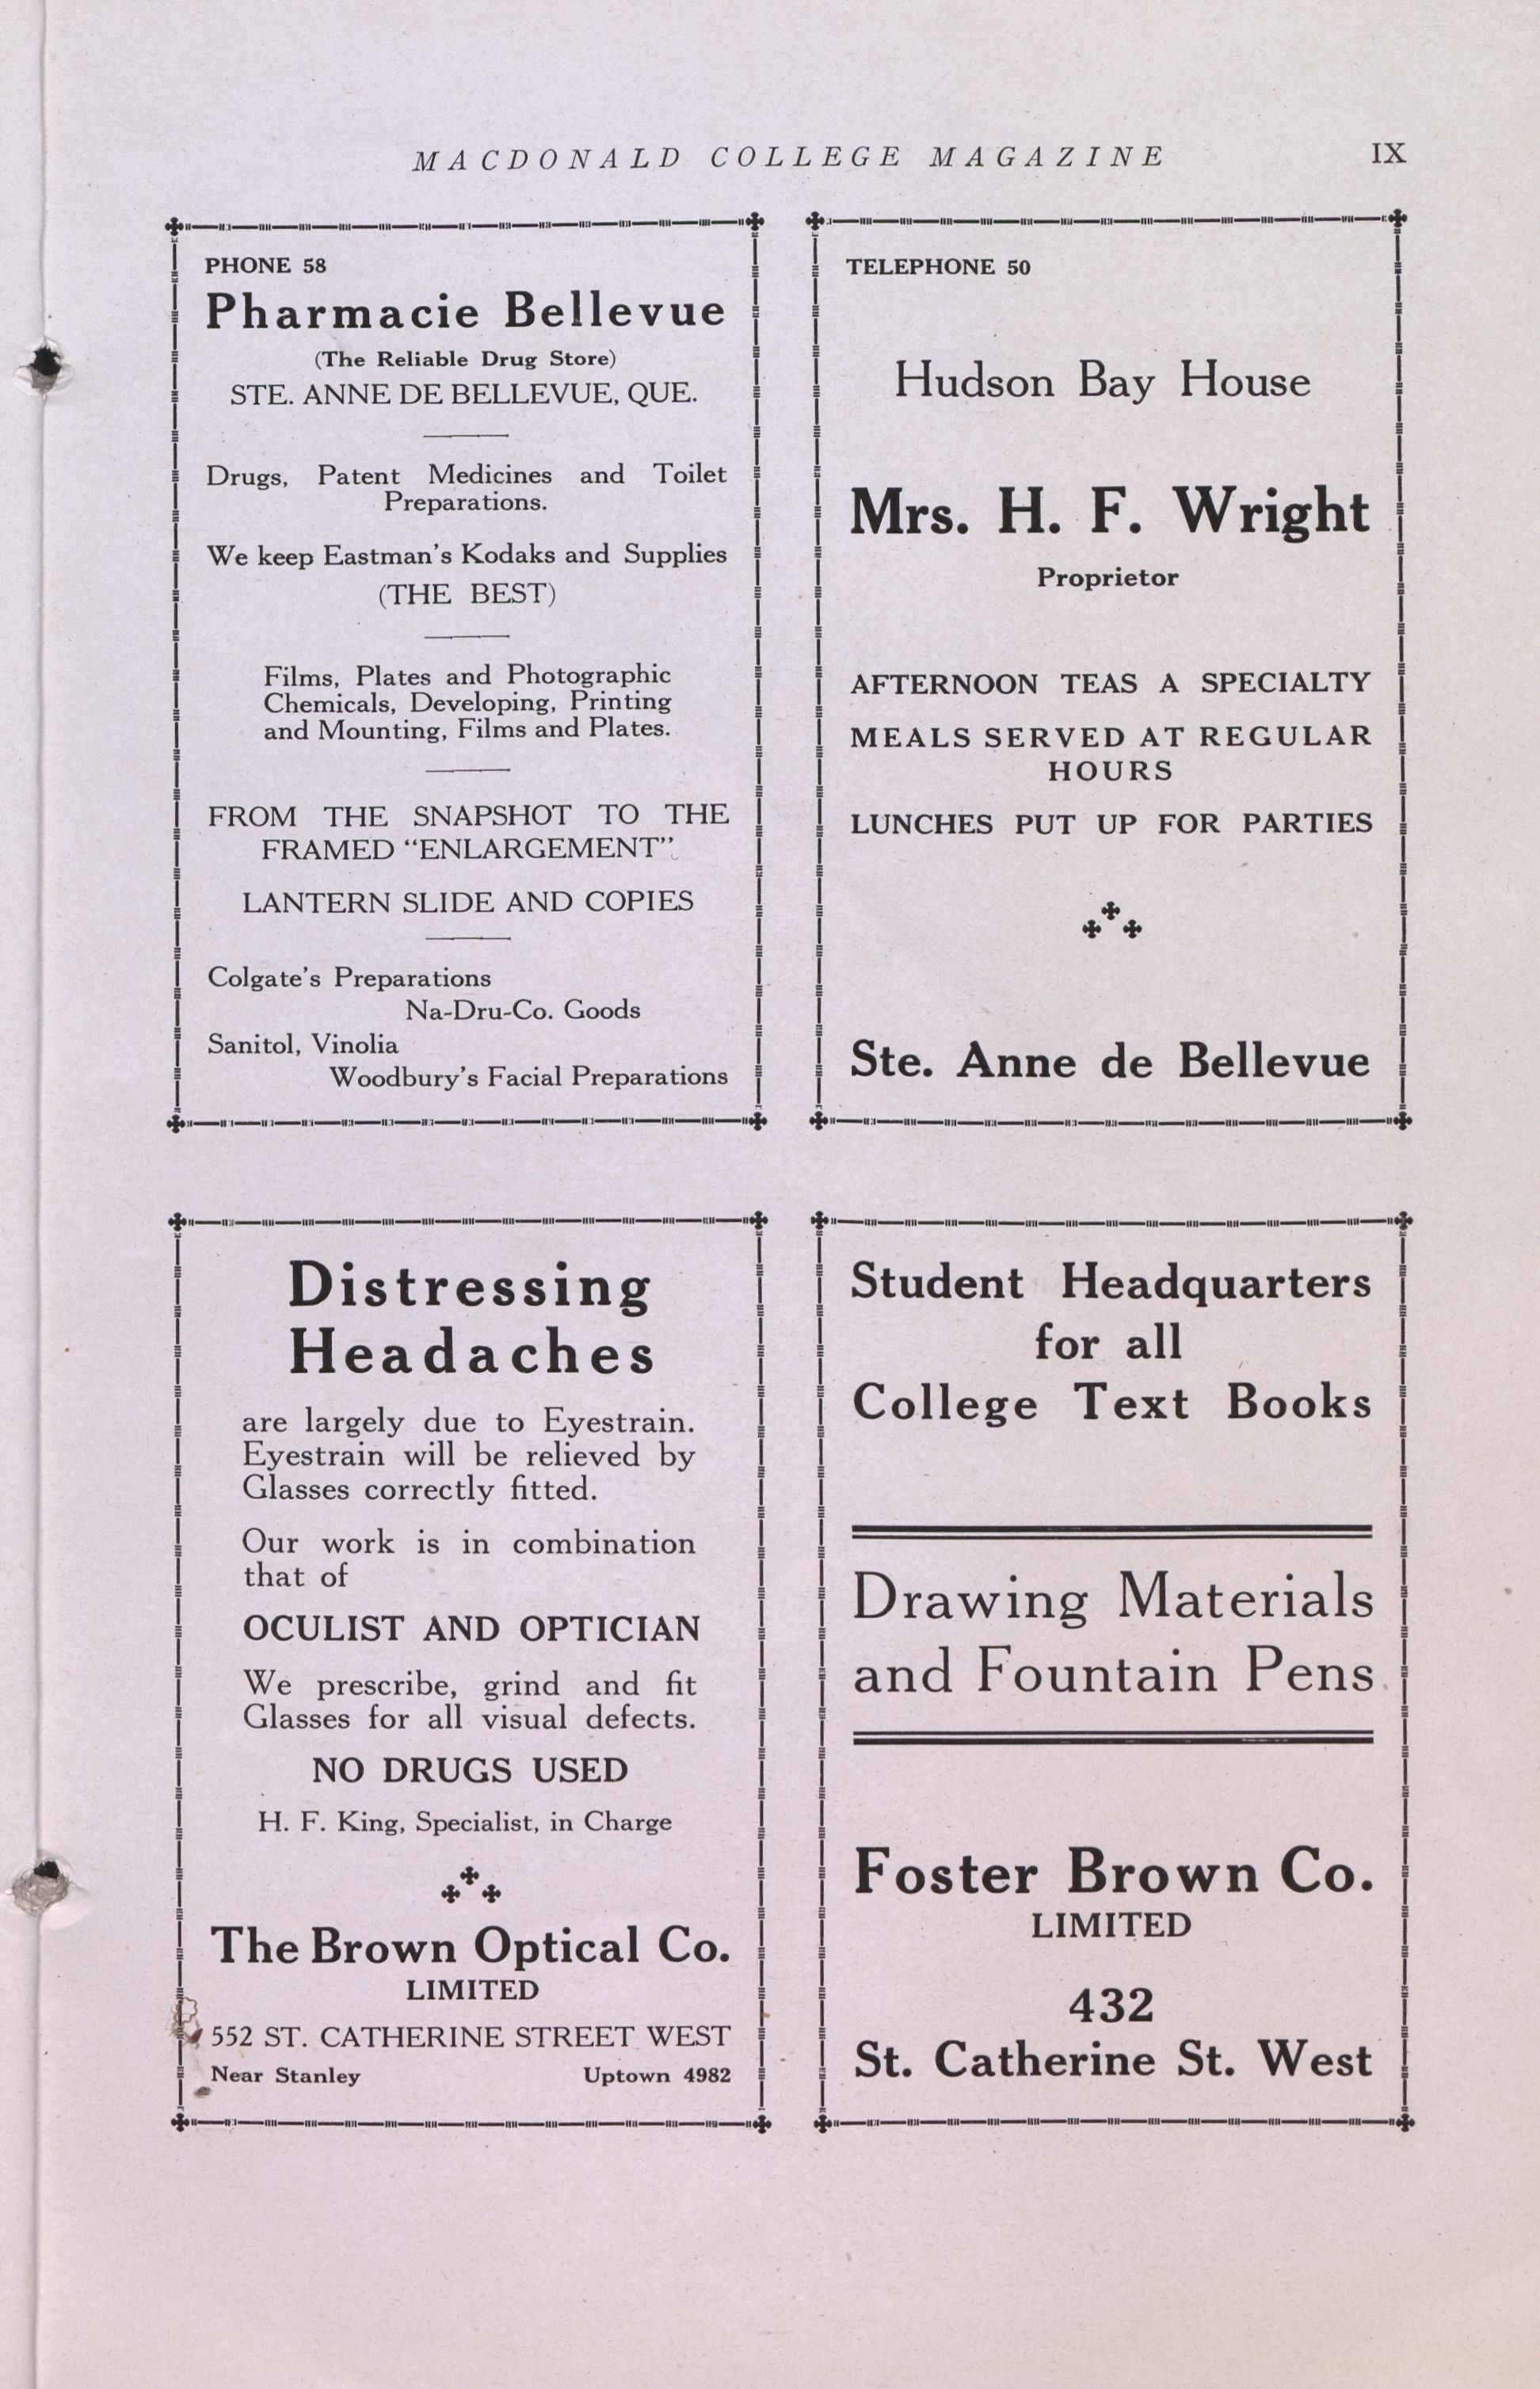 MACDONALD COLLEGE MAGAZINE IX
PHONE 58
Pharmacie Bellevue
(The Reliable Drug Store)
STE. ANNE DE BELLEVUE, QUE.
Drugs, Patent Medicines and Toilet
Preparations.
We keep Eastman's Kodaks and Supplies
(THE BEST)
Films, Plates and Photographic
Chemicals, Developing, Printing
and Mounting, Films and Plates.
FROM THE SNAPSHOT TO THE
FRAMED “ENLARGEMENT”.
LANTERN SLIDE AND COPIES
Colgate's Preparations
Na-Dru-Co. Goods
Sanitol, Vinolia
Woodbury's Facial Preparations
TELEPHONE 50
Hudson Bay House
Mrs. H. F. Wright
Proprietor
AFTERNOON TEAS A SPECIALTY
MEALS SERVED AT REGULAR
HOURS
LUNCHES PUT UP FOR PARTIES
Ste. Anne de Bellevue
Distressing
Headaches
are largely due to Eyestrain.
Eyestrain will be relieved by
Glasses correctly fitted.
Our work is in combination
that of
OCULIST AND OPTICIAN
We prescribe, grind and fit
Glasses for all visual defects.
NO DRUGS USED
H. F. King, Specialist, in Charge
The Brown Optical Co.
LIMITED
552 ST. CATHERINE STREET WEST
Near Stanley Uptown 4982
Student Headquarters
for all
College Text Books
Drawing Materials
and Fountain Pens
Foster Brown Co.
LIMITED
432
St. Catherine St. West